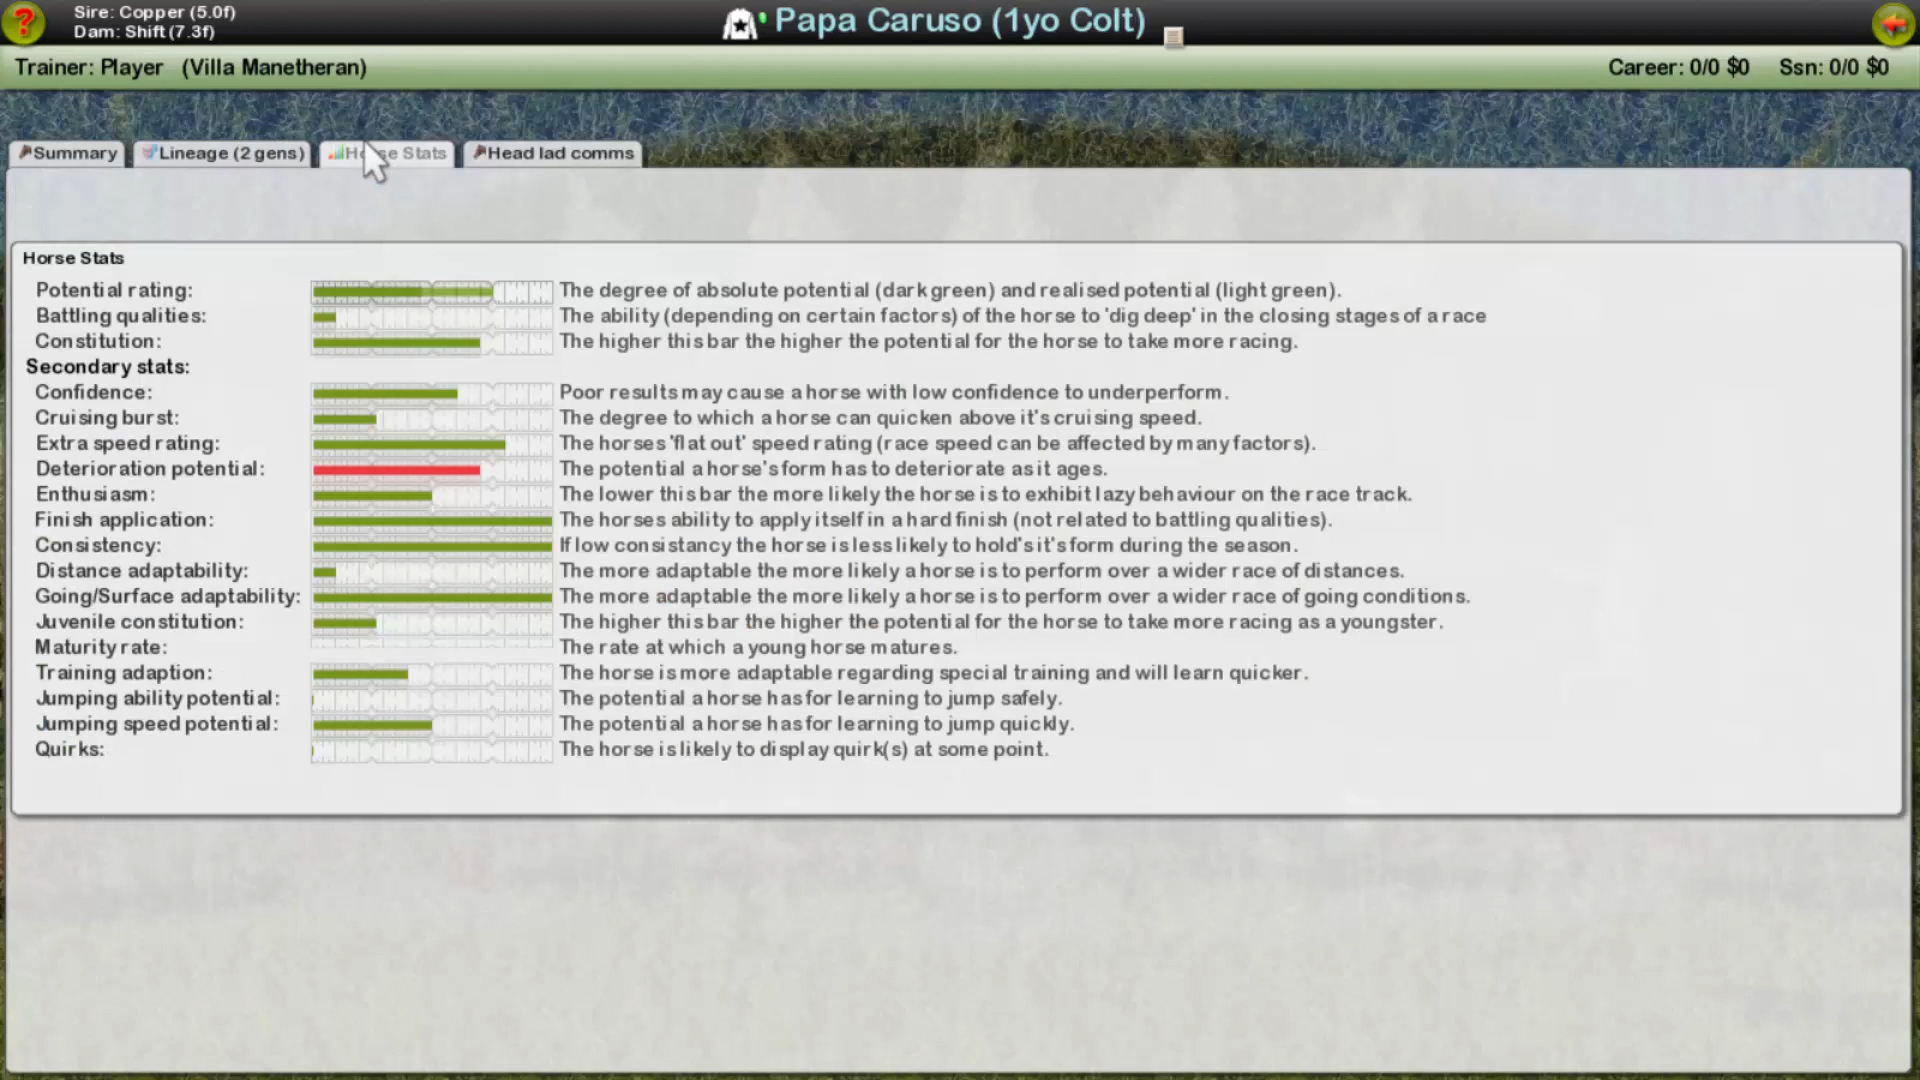 Sire: Copper (5.0f)
Dam: Shift (7.3f)
Papa Caruso (1yo Colt)
Trainer: Player (Villa Manetheran)
Career: 0/0 $0 Ssn: 0/0 $0
Summary
Lineage (2 gens)
Horse Stats
Head lad comms
Horse Stats
Potential rating: The degree of absolute potential (dark green) and realised potential (light green).
Battling qualities: The ability (depending on certain factors) of the horse to 'dig deep' in the closing stages of a race
Constitution: The higher this bar the higher the potential for the horse to take more racing.
Secondary stats:
Confidence: Poor results may cause a horse with low confidence to underperform.
Cruising burst: The degree to which a horse can quicken above it's cruising speed.
Extra speed rating: The horses 'flat out' speed rating (race speed can be affected by many factors).
Deterioration potential: The potential a horse's form has to deteriorate as it ages.
Enthusiasm: The lower this bar the more likely the horse is to exhibit lazy behaviour on the race track.
Finish application: The horses ability to apply itself in a hard finish (not related to battling qualities).
Consistency: If low consistancy the horse is less likely to hold's it's form during the season.
Distance adaptability: The more adaptable the more likely a horse is to perform over a wider race of distances.
Going/Surface adaptability: The more adaptable the more likely a horse is to perform over a wider race of going conditions.
Juvenile constitution: The higher this bar the higher the potential for the horse to take more racing as a youngster.
Maturity rate: The rate at which a young horse matures.
Training adaption: The horse is more adaptable regarding special training and will learn quicker.
Jumping ability potential: The potential a horse has for learning to jump safely.
Jumping speed potential: The potential a horse has for learning to jump quickly.
Quirks: The horse is likely to display quirk(s) at some point.